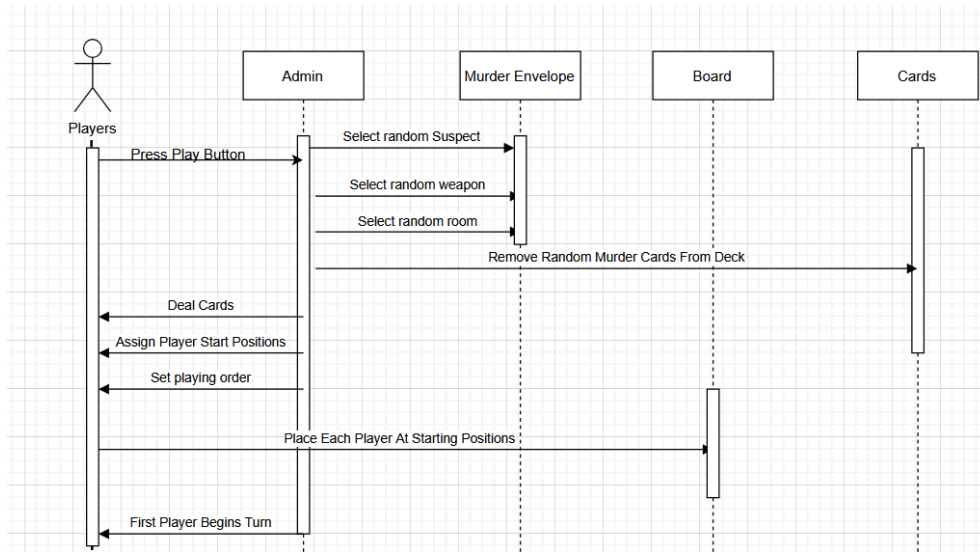 Admin
Murder Envelope
Board
Cards
Players
Select random Suspect
Press Play Button
Select random weapon
Select random room
Remove Random Murder Cards From Deck
Deal Cards
Assign Player Start Positions
Set playing order
Place Each Player At Starting Positions
First Player Begins Turn